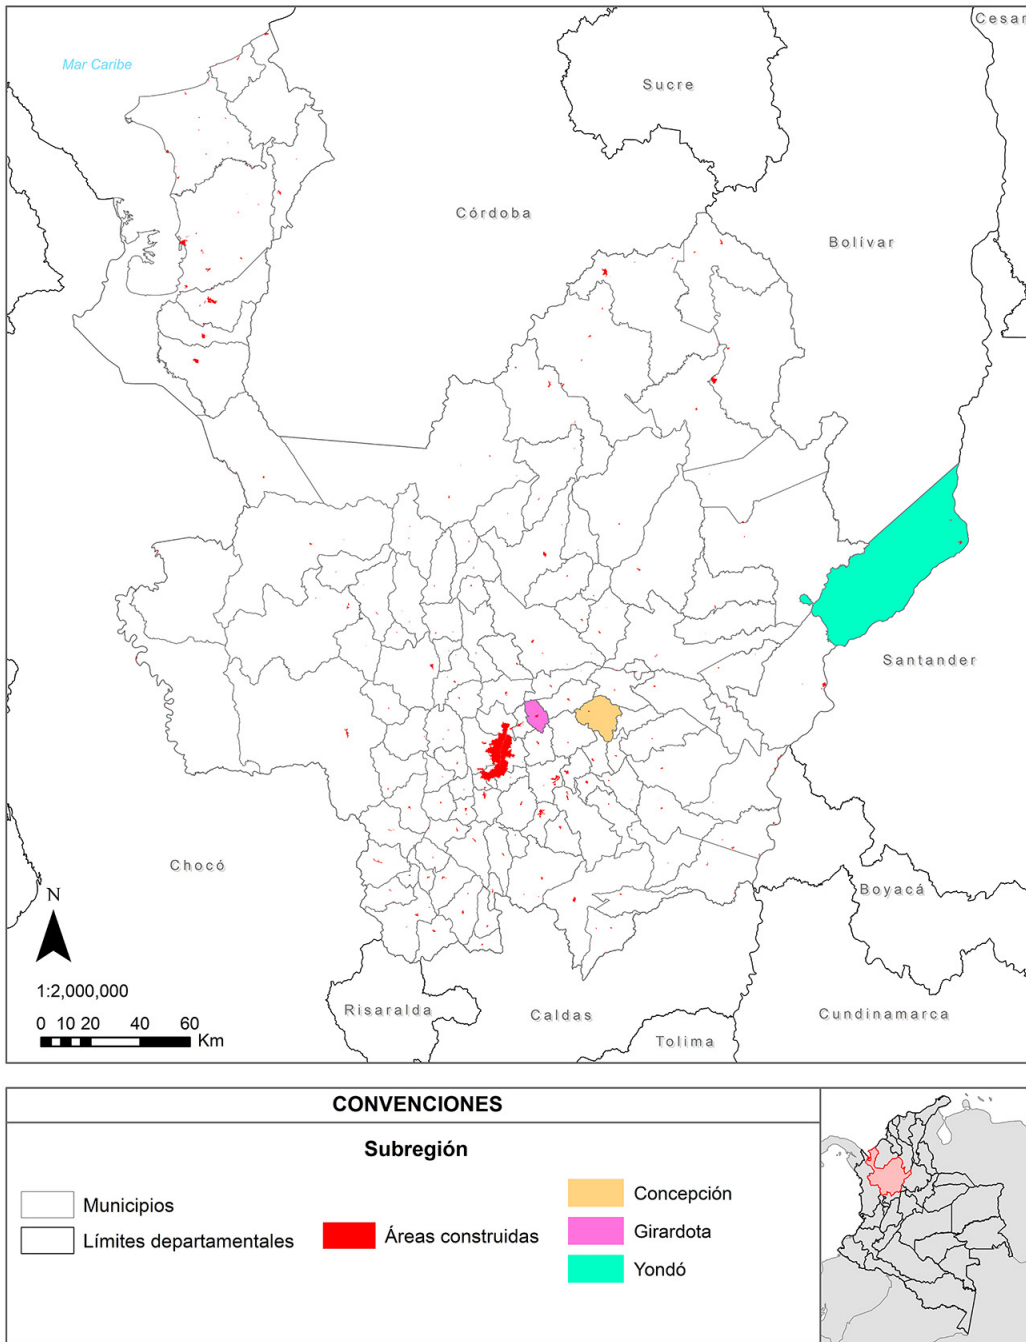 Cesar
Mar Caribe
Sucre
Córdoba
Bolívar
Santander
Chocó
Boyacá
N
1:2,000,000
0 10 20 40 60
Km
Risaralda
Caldas
Cundinamarca
Tolima
CONVENCIONES
Subregión
Municipios
Límites departamentales
Áreas construidas
Concepción
Girardota
Yondó